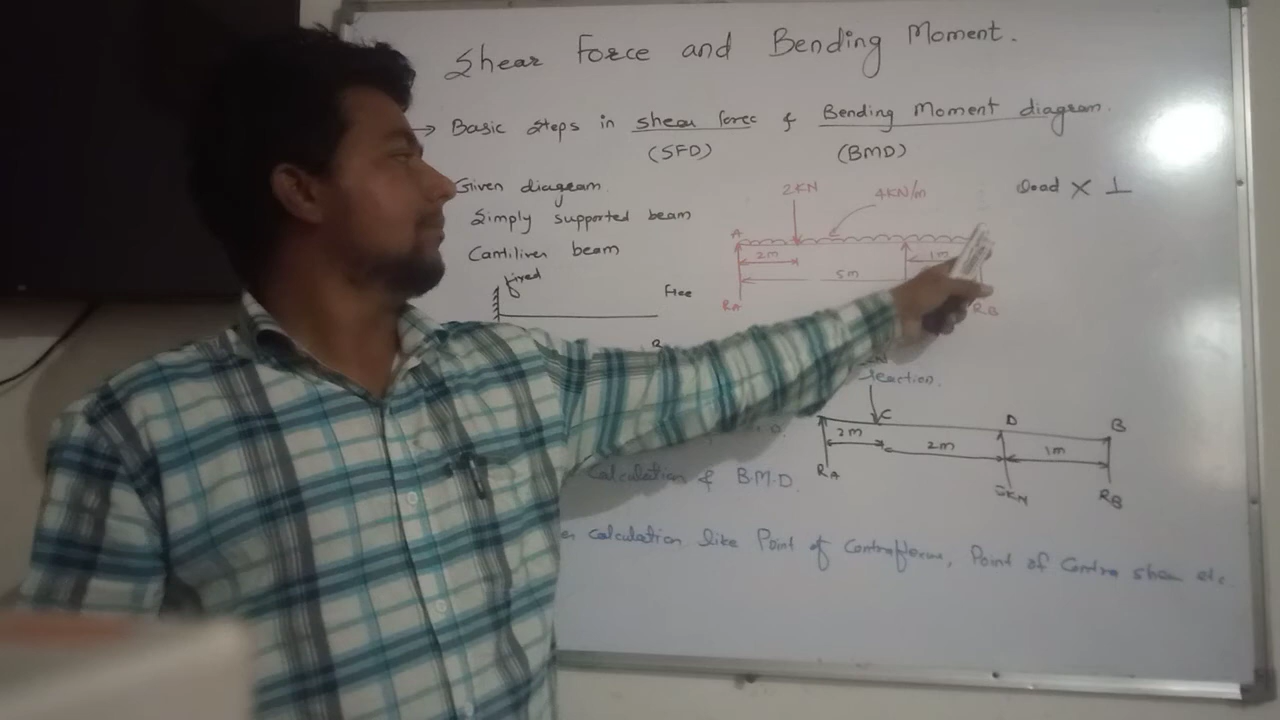 Shear Force and Bending Moment.
→ Basic Steps in shear force & Bending Moment diagram.
(SFD) (BMD)
Given diagram
Simply supported beam
Cantiliver beam
fixed
Free
2KN 4KN/m
A
2m 1m
5m
RA RB
Load X ⊥
reaction.
C D B
2m 2m 1m
RA KN RB
Calculation & B.M.D.
Calculation like Point of Contraflexure, Point of Contra shear etc.